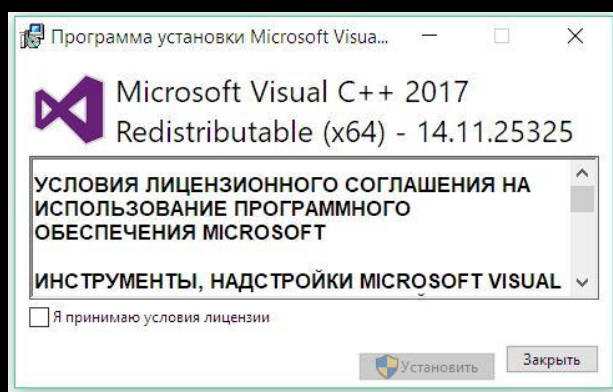 Программа установки Microsoft Visua...
Microsoft Visual C++ 2017
Redistributable (x64) - 14.11.25325
УСЛОВИЯ ЛИЦЕНЗИОННОГО СОГЛАШЕНИЯ НА
ИСПОЛЬЗОВАНИЕ ПРОГРАММНОГО
ОБЕСПЕЧЕНИЯ MICROSOFT
ИНСТРУМЕНТЫ, НАДСТРОЙКИ MICROSOFT VISUAL
Я принимаю условия лицензии
Установить
Закрыть